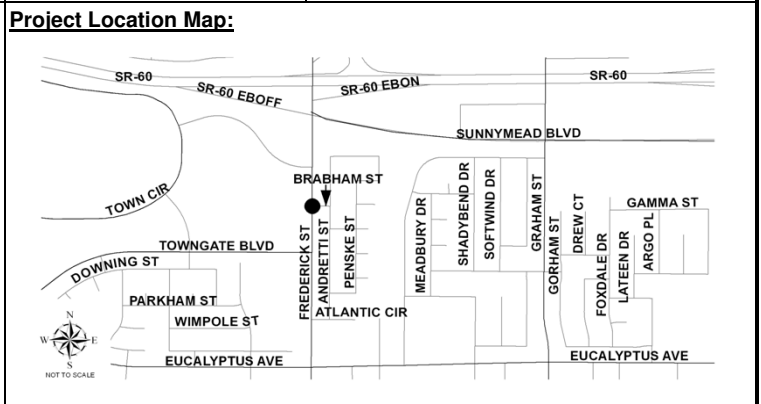 Project Location Map:
SR-60
SR-60
SR-60 EBOFF
SR-60 EBON
SUNNYMEAD BLVD
BRABHAM ST
TOWN CIR
GAMMA ST
TOWNGATE BLVD
DOWNING ST
FREDERICK ST
ANDRETTI ST
PENSKE ST
MEADBURY DR
SHADYBEND DR
SOFTWIND DR
GRAHAM ST
GORHAM ST
DREW CT
FOXDALE DR
LATEEN DR
ARGO PL
PARKHAM ST
WIMPOLE ST
ATLANTIC CIR
EUCALYPTUS AVE
EUCALYPTUS AVE
N
W E
S
NOT TO SCALE